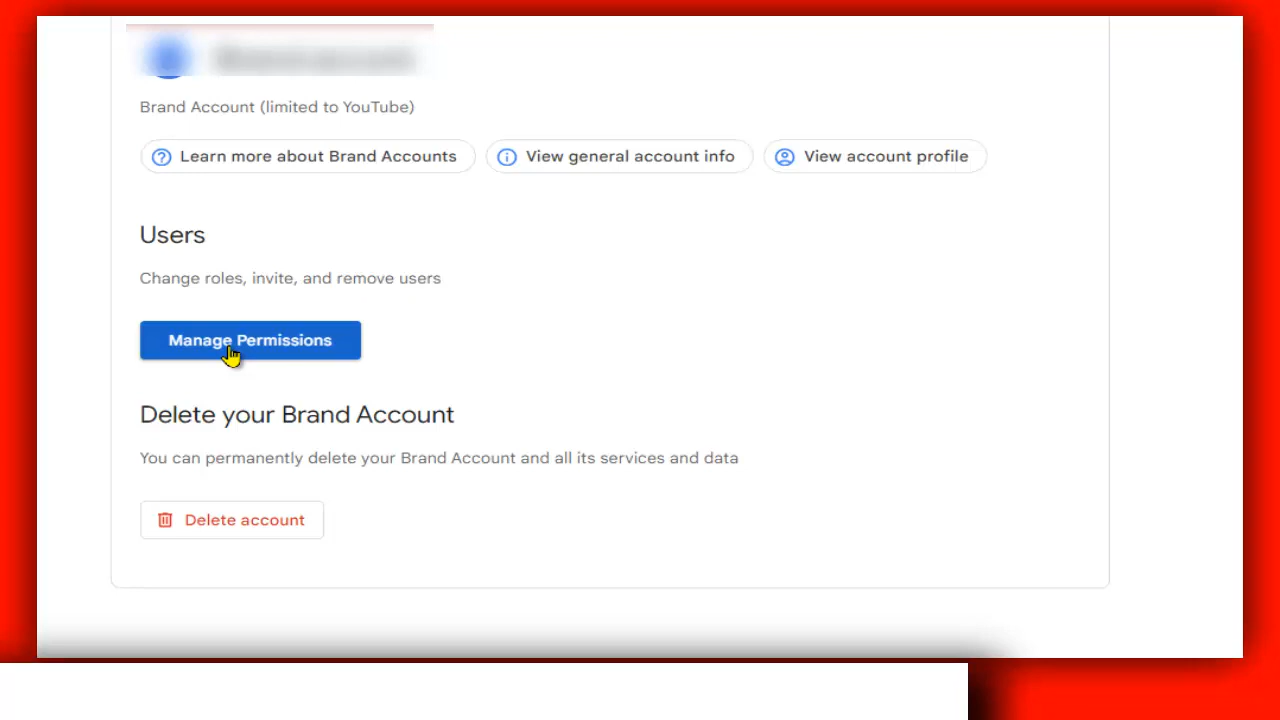 Brand Account (limited to YouTube)
Learn more about Brand Accounts View general account info View account profile
Users
Change roles, invite, and remove users
Manage Permissions
Delete your Brand Account
You can permanently delete your Brand Account and all its services and data
Delete account